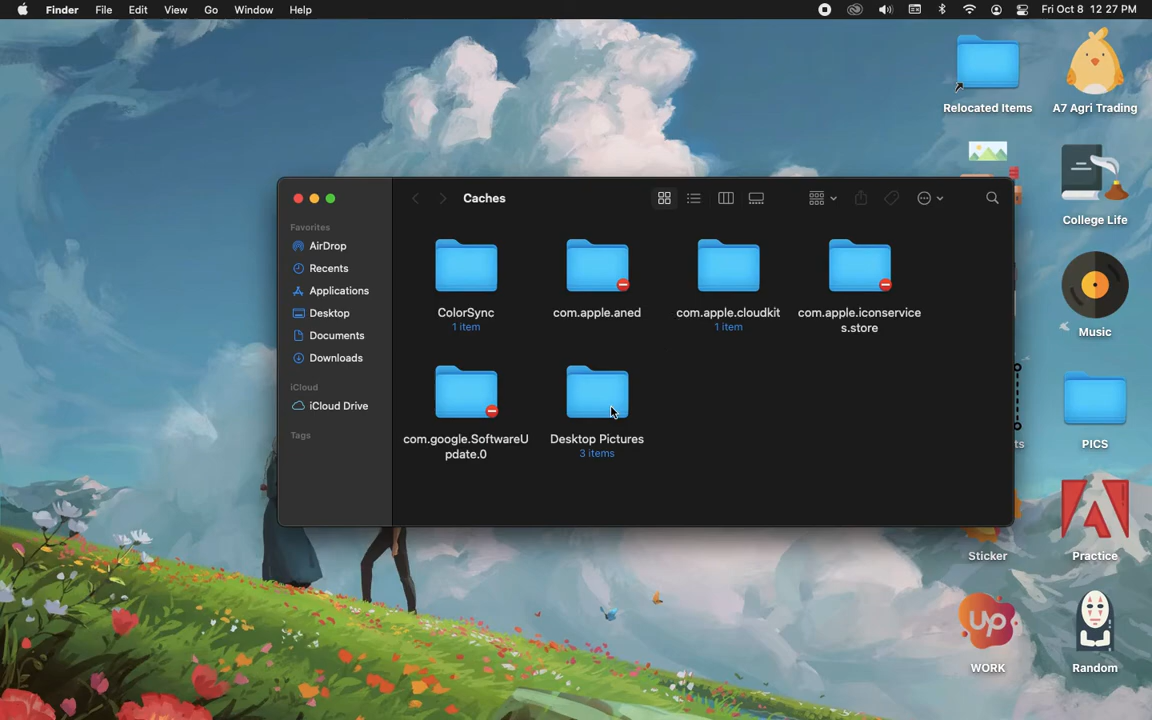 Finder File Edit View Go Window Help Fri Oct 8 12 27 PM
Relocated Items
A7 Agri Trading
Caches
Favorites
AirDrop
Recents
Applications
Desktop
Documents
Downloads
iCloud
iCloud Drive
Tags
ColorSync
1 item
com.apple.aned
com.apple.cloudkit
1 item
com.apple.iconservice
s.store
com.google.SoftwareU
pdate.0
Desktop Pictures
3 items
College Life
Music
ts
PICS
Sticker
Practice
UP
WORK
Random